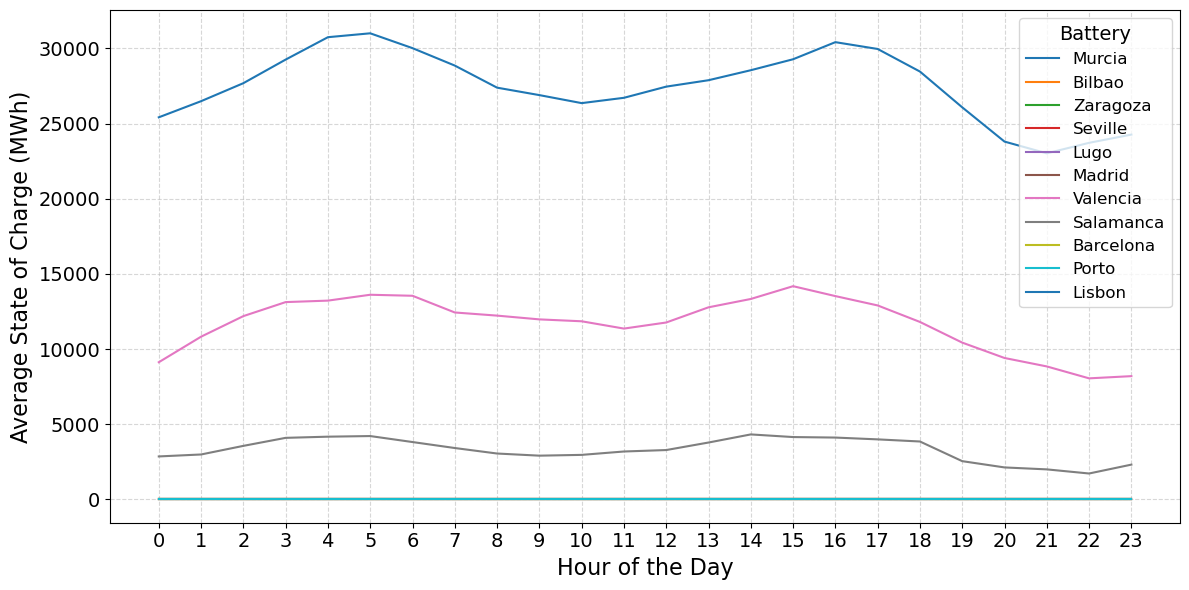 Average State of Charge (MWh)
30000
25000
20000
15000
10000
5000
0
Battery
Murcia
Bilbao
Zaragoza
Seville
Lugo
Madrid
Valencia
Salamanca
Barcelona
Porto
Lisbon
0 1 2 3 4 5 6 7 8 9 10 11 12 13 14 15 16 17 18 19 20 21 22 23
Hour of the Day